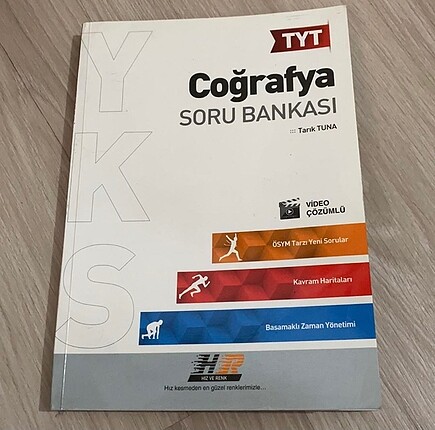 YKS
TYT
Coğrafya
SORU BANKASI
::: Tarık TUNA
VİDEO
ÇÖZÜMLÜ
ÖSYM Tarzı Yeni Sorular
Kavram Haritaları
Basamaklı Zaman Yönetimi
HR
HIZ VE RENK
Hız kesmeden en güzel renklerimizle...